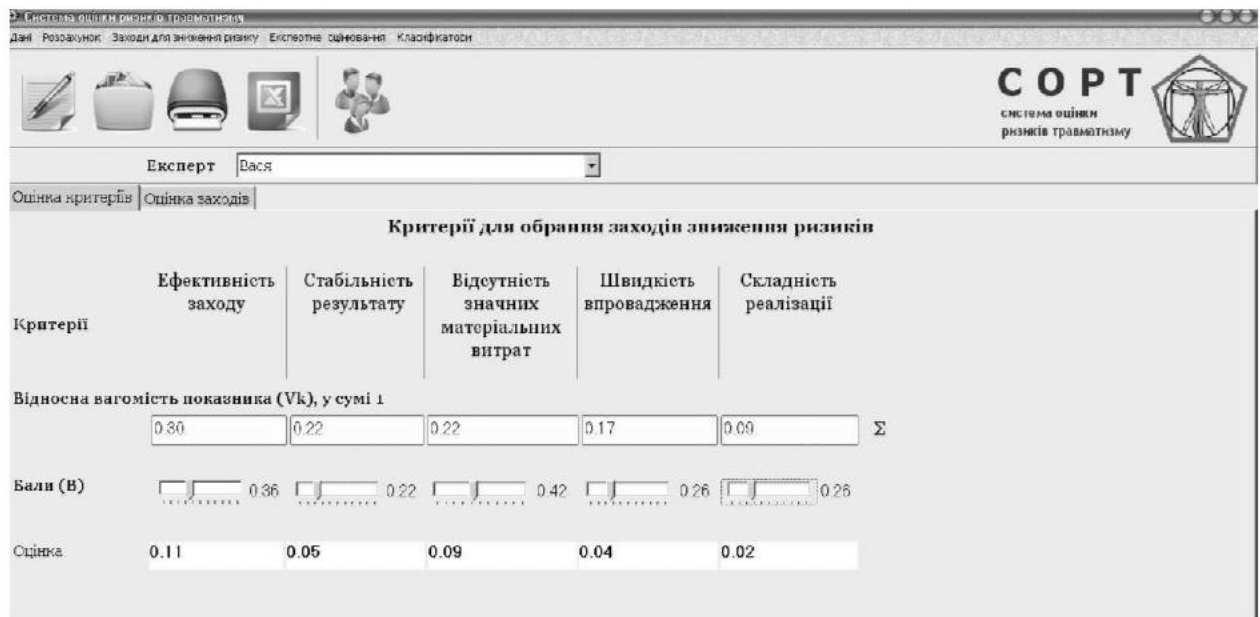 Система оцінки ризиків травматизму
Дані Розрахунок Заходи для зниження ризику Експертне оцінювання Класифікатори
СОРТ
система оцінки
ризиків травматизму
Експерт Вася
Оцінка критеріїв Оцінка заходів
Критерії для обрання заходів зниження ризиків
Критерії
Ефективність
заходу
Стабільність
результату
Відсутність
значних
матеріальних
витрат
Швидкість
впровадження
Складність
реалізації
Відносна вагомість показника (Vk), у сумі 1
0.30 0.22 0.22 0.17 0.09 Σ
Бали (В) 0.36 0.22 0.42 0.26 0.26
Оцінка 0.11 0.05 0.09 0.04 0.02